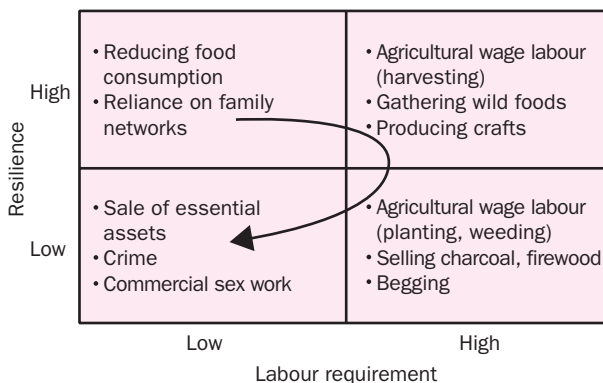 Resilience
High
• Reducing food
consumption
• Reliance on family
networks
• Agricultural wage labour
(harvesting)
• Gathering wild foods
• Producing crafts
Low
• Sale of essential
assets
• Crime
• Commercial sex work
• Agricultural wage labour
(planting, weeding)
• Selling charcoal, firewood
• Begging
Low
High
Labour requirement